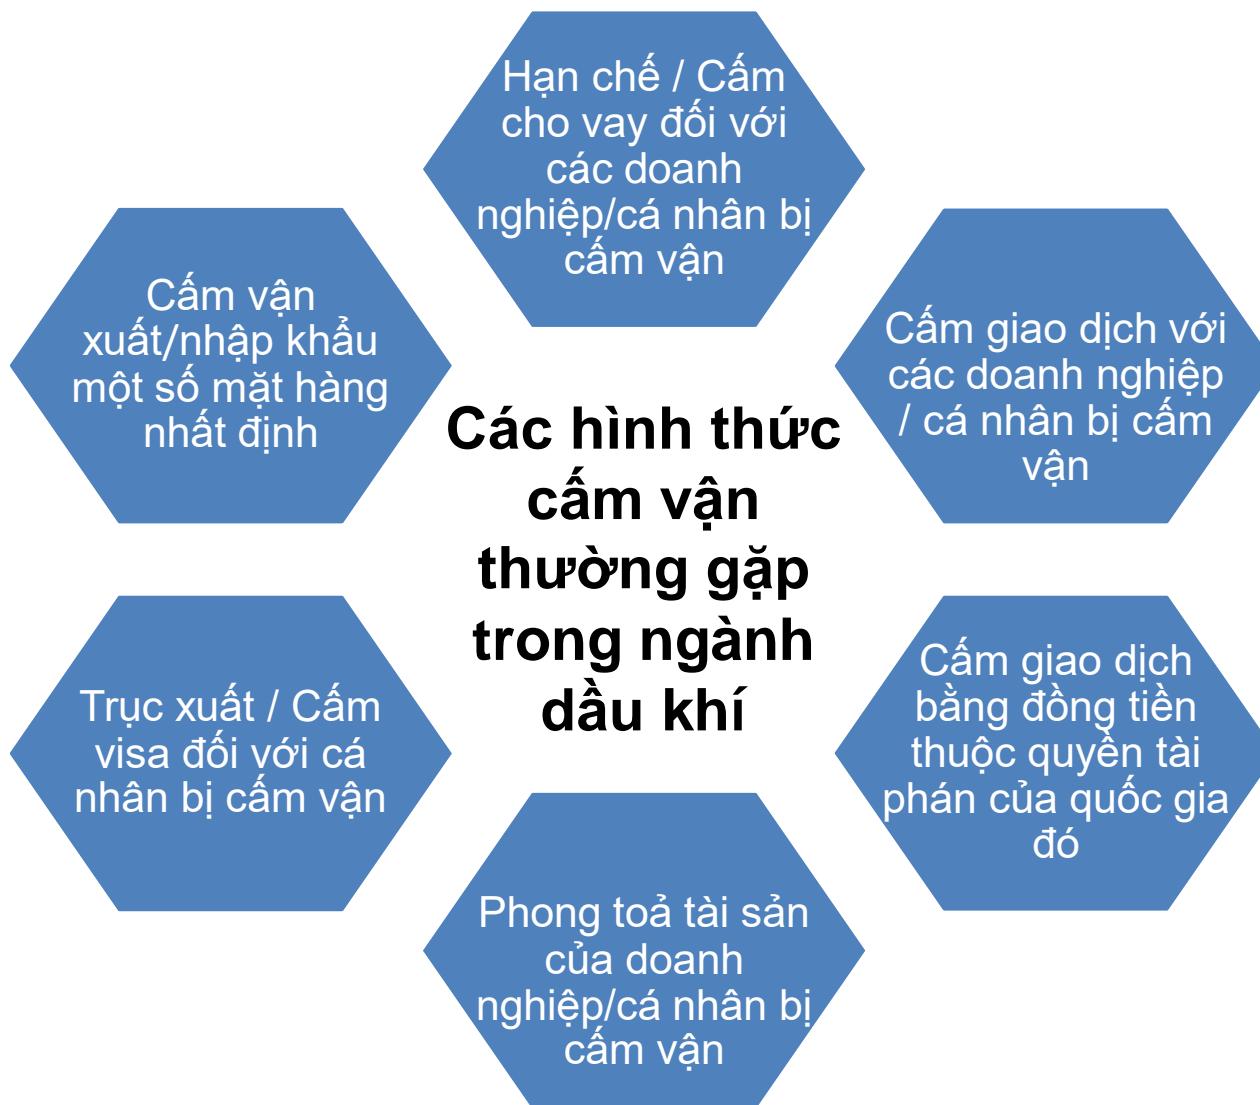 Hạn chế / Cấm
cho vay đối với
các doanh
nghiệp/cá nhân bị
cấm vận
Cấm vận
xuất/nhập khẩu
một số mặt hàng
nhất định
Cấm giao dịch với
các doanh nghiệp
/ cá nhân bị cấm
vận
Các hình thức
cấm vận
thường gặp
trong ngành
dầu khí
Trục xuất / Cấm
visa đối với cá
nhân bị cấm vận
Cấm giao dịch
bằng đồng tiền
thuộc quyền tài
phán của quốc gia
đó
Phong toả tài sản
của doanh
nghiệp/cá nhân bị
cấm vận